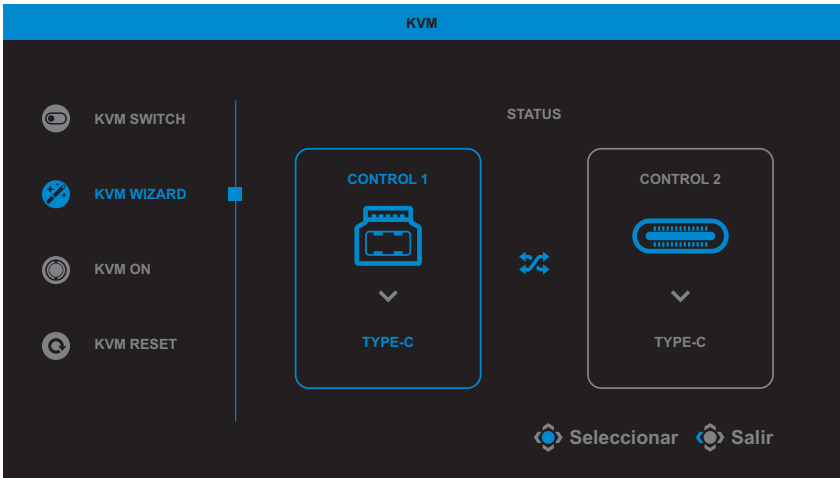 KVM
KVM SWITCH
KVM WIZARD
KVM ON
KVM RESET
STATUS
CONTROL 1
TYPE-C
CONTROL 2
TYPE-C
Seleccionar
Salir